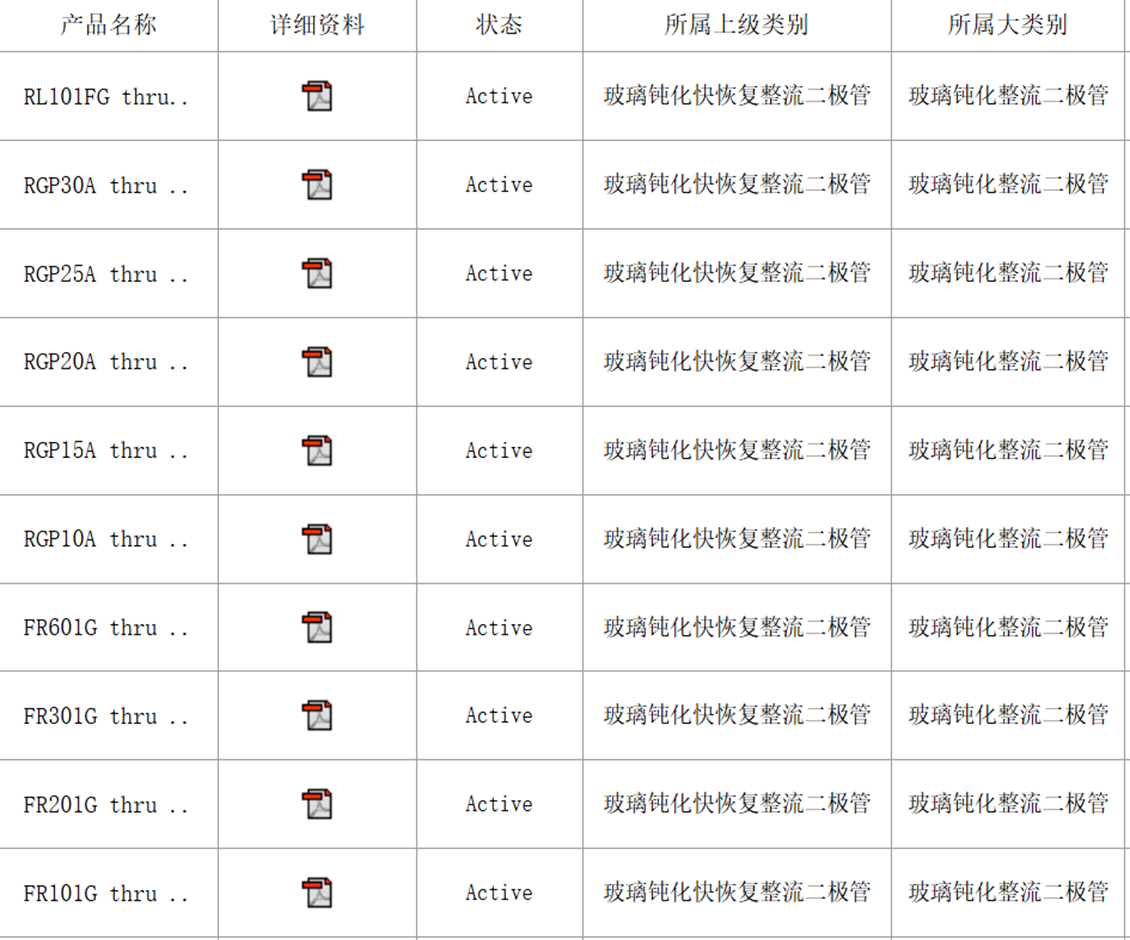 产品名称 详细资料 状态 所属上级类别 所属大类别
RL101FG thru.. Active 玻璃钝化快恢复整流二极管 玻璃钝化整流二极管
RGP30A thru .. Active 玻璃钝化快恢复整流二极管 玻璃钝化整流二极管
RGP25A thru .. Active 玻璃钝化快恢复整流二极管 玻璃钝化整流二极管
RGP20A thru .. Active 玻璃钝化快恢复整流二极管 玻璃钝化整流二极管
RGP15A thru .. Active 玻璃钝化快恢复整流二极管 玻璃钝化整流二极管
RGP10A thru .. Active 玻璃钝化快恢复整流二极管 玻璃钝化整流二极管
FR601G thru .. Active 玻璃钝化快恢复整流二极管 玻璃钝化整流二极管
FR301G thru .. Active 玻璃钝化快恢复整流二极管 玻璃钝化整流二极管
FR201G thru .. Active 玻璃钝化快恢复整流二极管 玻璃钝化整流二极管
FR101G thru .. Active 玻璃钝化快恢复整流二极管 玻璃钝化整流二极管